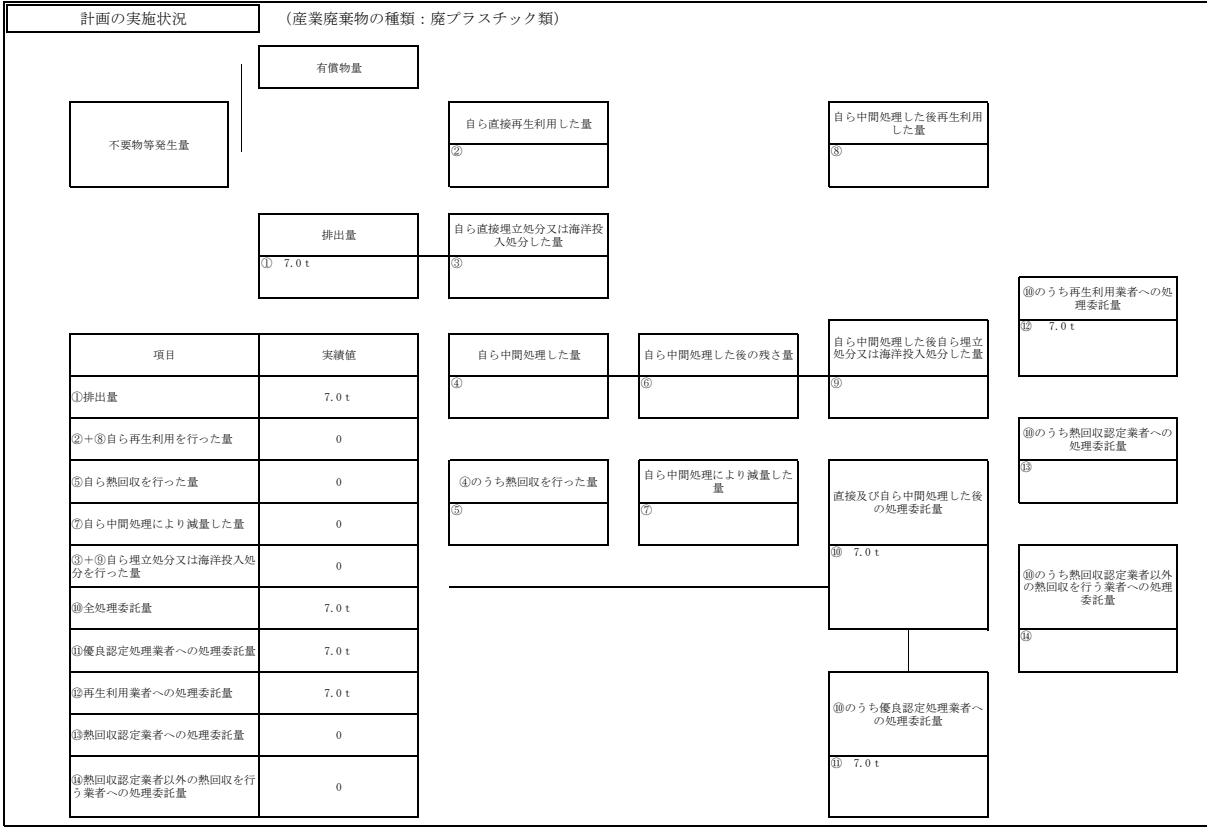 計画の実施状況
（産業廃棄物の種類：廃プラスチック類）
有償物量
不要物等発生量
自ら直接再生利用した量
②
自ら中間処理した後再生利用
した量
⑧
排出量
① 7.0ｔ
自ら直接埋立処分又は海洋投
入処分した量
③
⑩のうち再生利用業者への処
理委託量
⑫ 7.0ｔ
項目
実績値
①排出量
7.0ｔ
②＋⑧自ら再生利用を行った量
0
⑤自ら熱回収を行った量
0
⑦自ら中間処理により減量した量
0
③＋⑨自ら埋立処分又は海洋投入処
分を行った量
0
⑩全処理委託量
7.0ｔ
⑪優良認定処理業者への処理委託量
7.0ｔ
⑫再生利用業者への処理委託量
7.0ｔ
⑬熱回収認定業者への処理委託量
0
⑭熱回収認定業者以外の熱回収を行
う業者への処理委託量
0
自ら中間処理した量
④
自ら中間処理した後の残さ量
⑥
自ら中間処理した後自ら埋立
処分又は海洋投入処分した量
⑨
④のうち熱回収を行った量
⑤
自ら中間処理により減量した
量
⑦
直接及び自ら中間処理した後
の処理委託量
⑩ 7.0ｔ
⑩のうち熱回収認定業者への
処理委託量
⑬
⑩のうち熱回収認定業者以外
の熱回収を行う業者への処理
委託量
⑭
⑩のうち優良認定処理業者へ
の処理委託量
⑪ 7.0ｔ